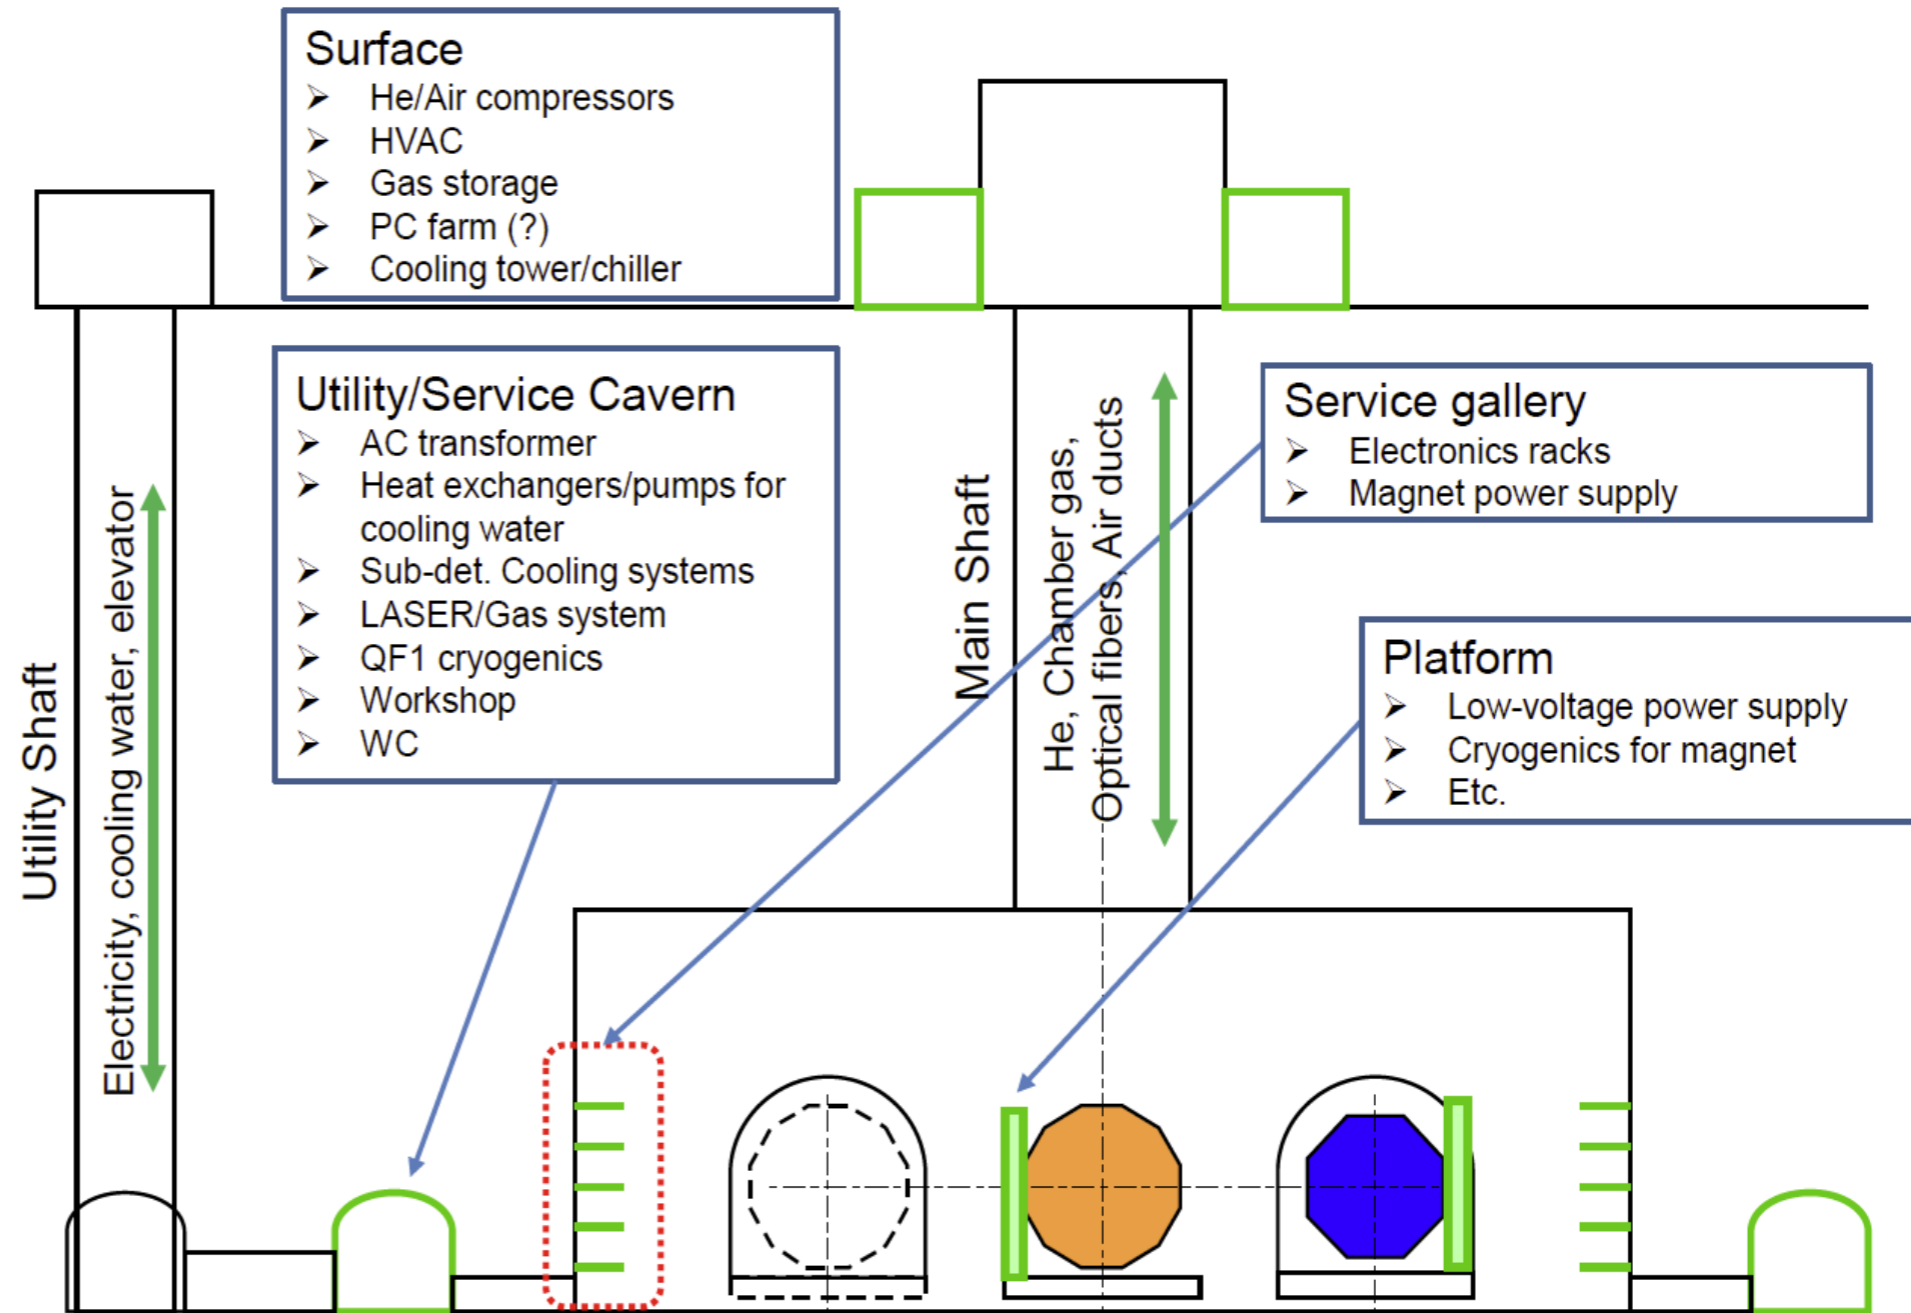 Surface
➢ He/Air compressors
➢ HVAC
➢ Gas storage
➢ PC farm (?)
➢ Cooling tower/chiller
Utility/Service Cavern
➢ AC transformer
➢ Heat exchangers/pumps for
cooling water
➢ Sub-det. Cooling systems
➢ LASER/Gas system
➢ QF1 cryogenics
➢ Workshop
➢ WC
Service gallery
➢ Electronics racks
➢ Magnet power supply
Platform
➢ Low-voltage power supply
➢ Cryogenics for magnet
➢ Etc.
Utility Shaft
Electricity, cooling water, elevator
Main Shaft
He, Chamber gas,
Optical fibers, Air ducts